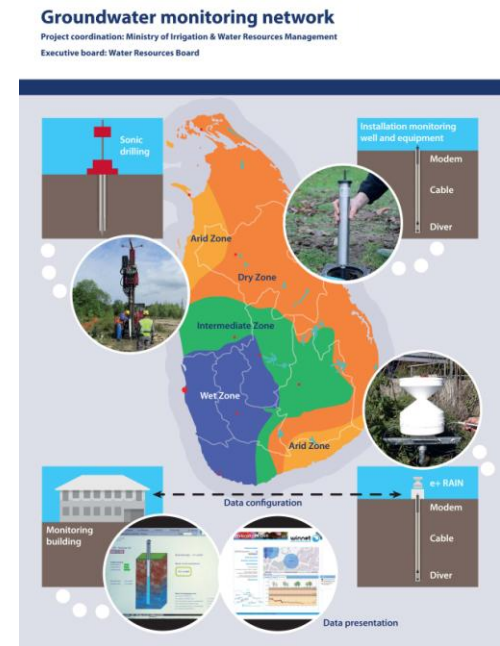 Groundwater monitoring network
Project coordination: Ministry of Irrigation & Water Resources Management
Executive board: Water Resources Board
Sonic
drilling
Installation monitoring
well and equipment
Modem
Cable
Diver
Arid Zone
Dry Zone
Intermediate Zone
Wet Zone
Arid Zone
e+ RAIN
Data configuration
Modem
Monitoring
building
Cable
winnet
Diver
Data presentation